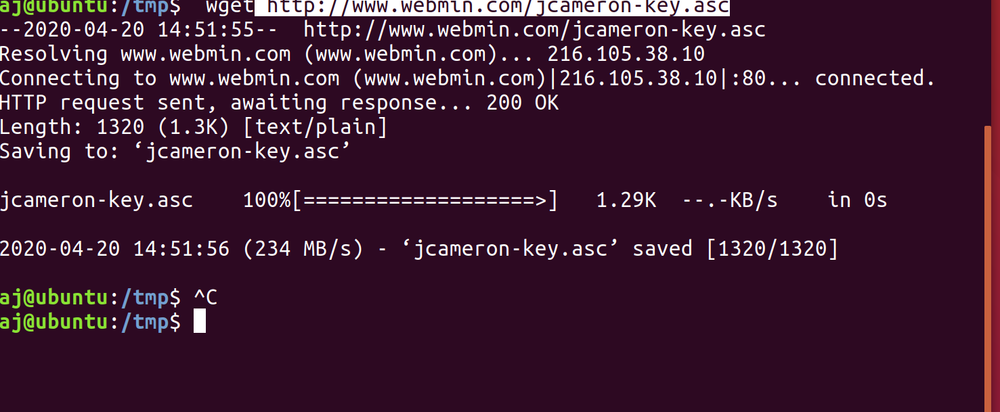 aj@ubuntu:/tmp$  wget http://www.webmin.com/jcameron-key.asc
--2020-04-20 14:51:55--  http://www.webmin.com/jcameron-key.asc
Resolving www.webmin.com (www.webmin.com)... 216.105.38.10
Connecting to www.webmin.com (www.webmin.com)|216.105.38.10|:80... connected.
HTTP request sent, awaiting response... 200 OK
Length: 1320 (1.3K) [text/plain]
Saving to: ‘jcameron-key.asc’
jcameron-key.asc    100%[===================>]   1.29K  --.-KB/s    in 0s
2020-04-20 14:51:56 (234 MB/s) - ‘jcameron-key.asc’ saved [1320/1320]
aj@ubuntu:/tmp$ ^C
aj@ubuntu:/tmp$